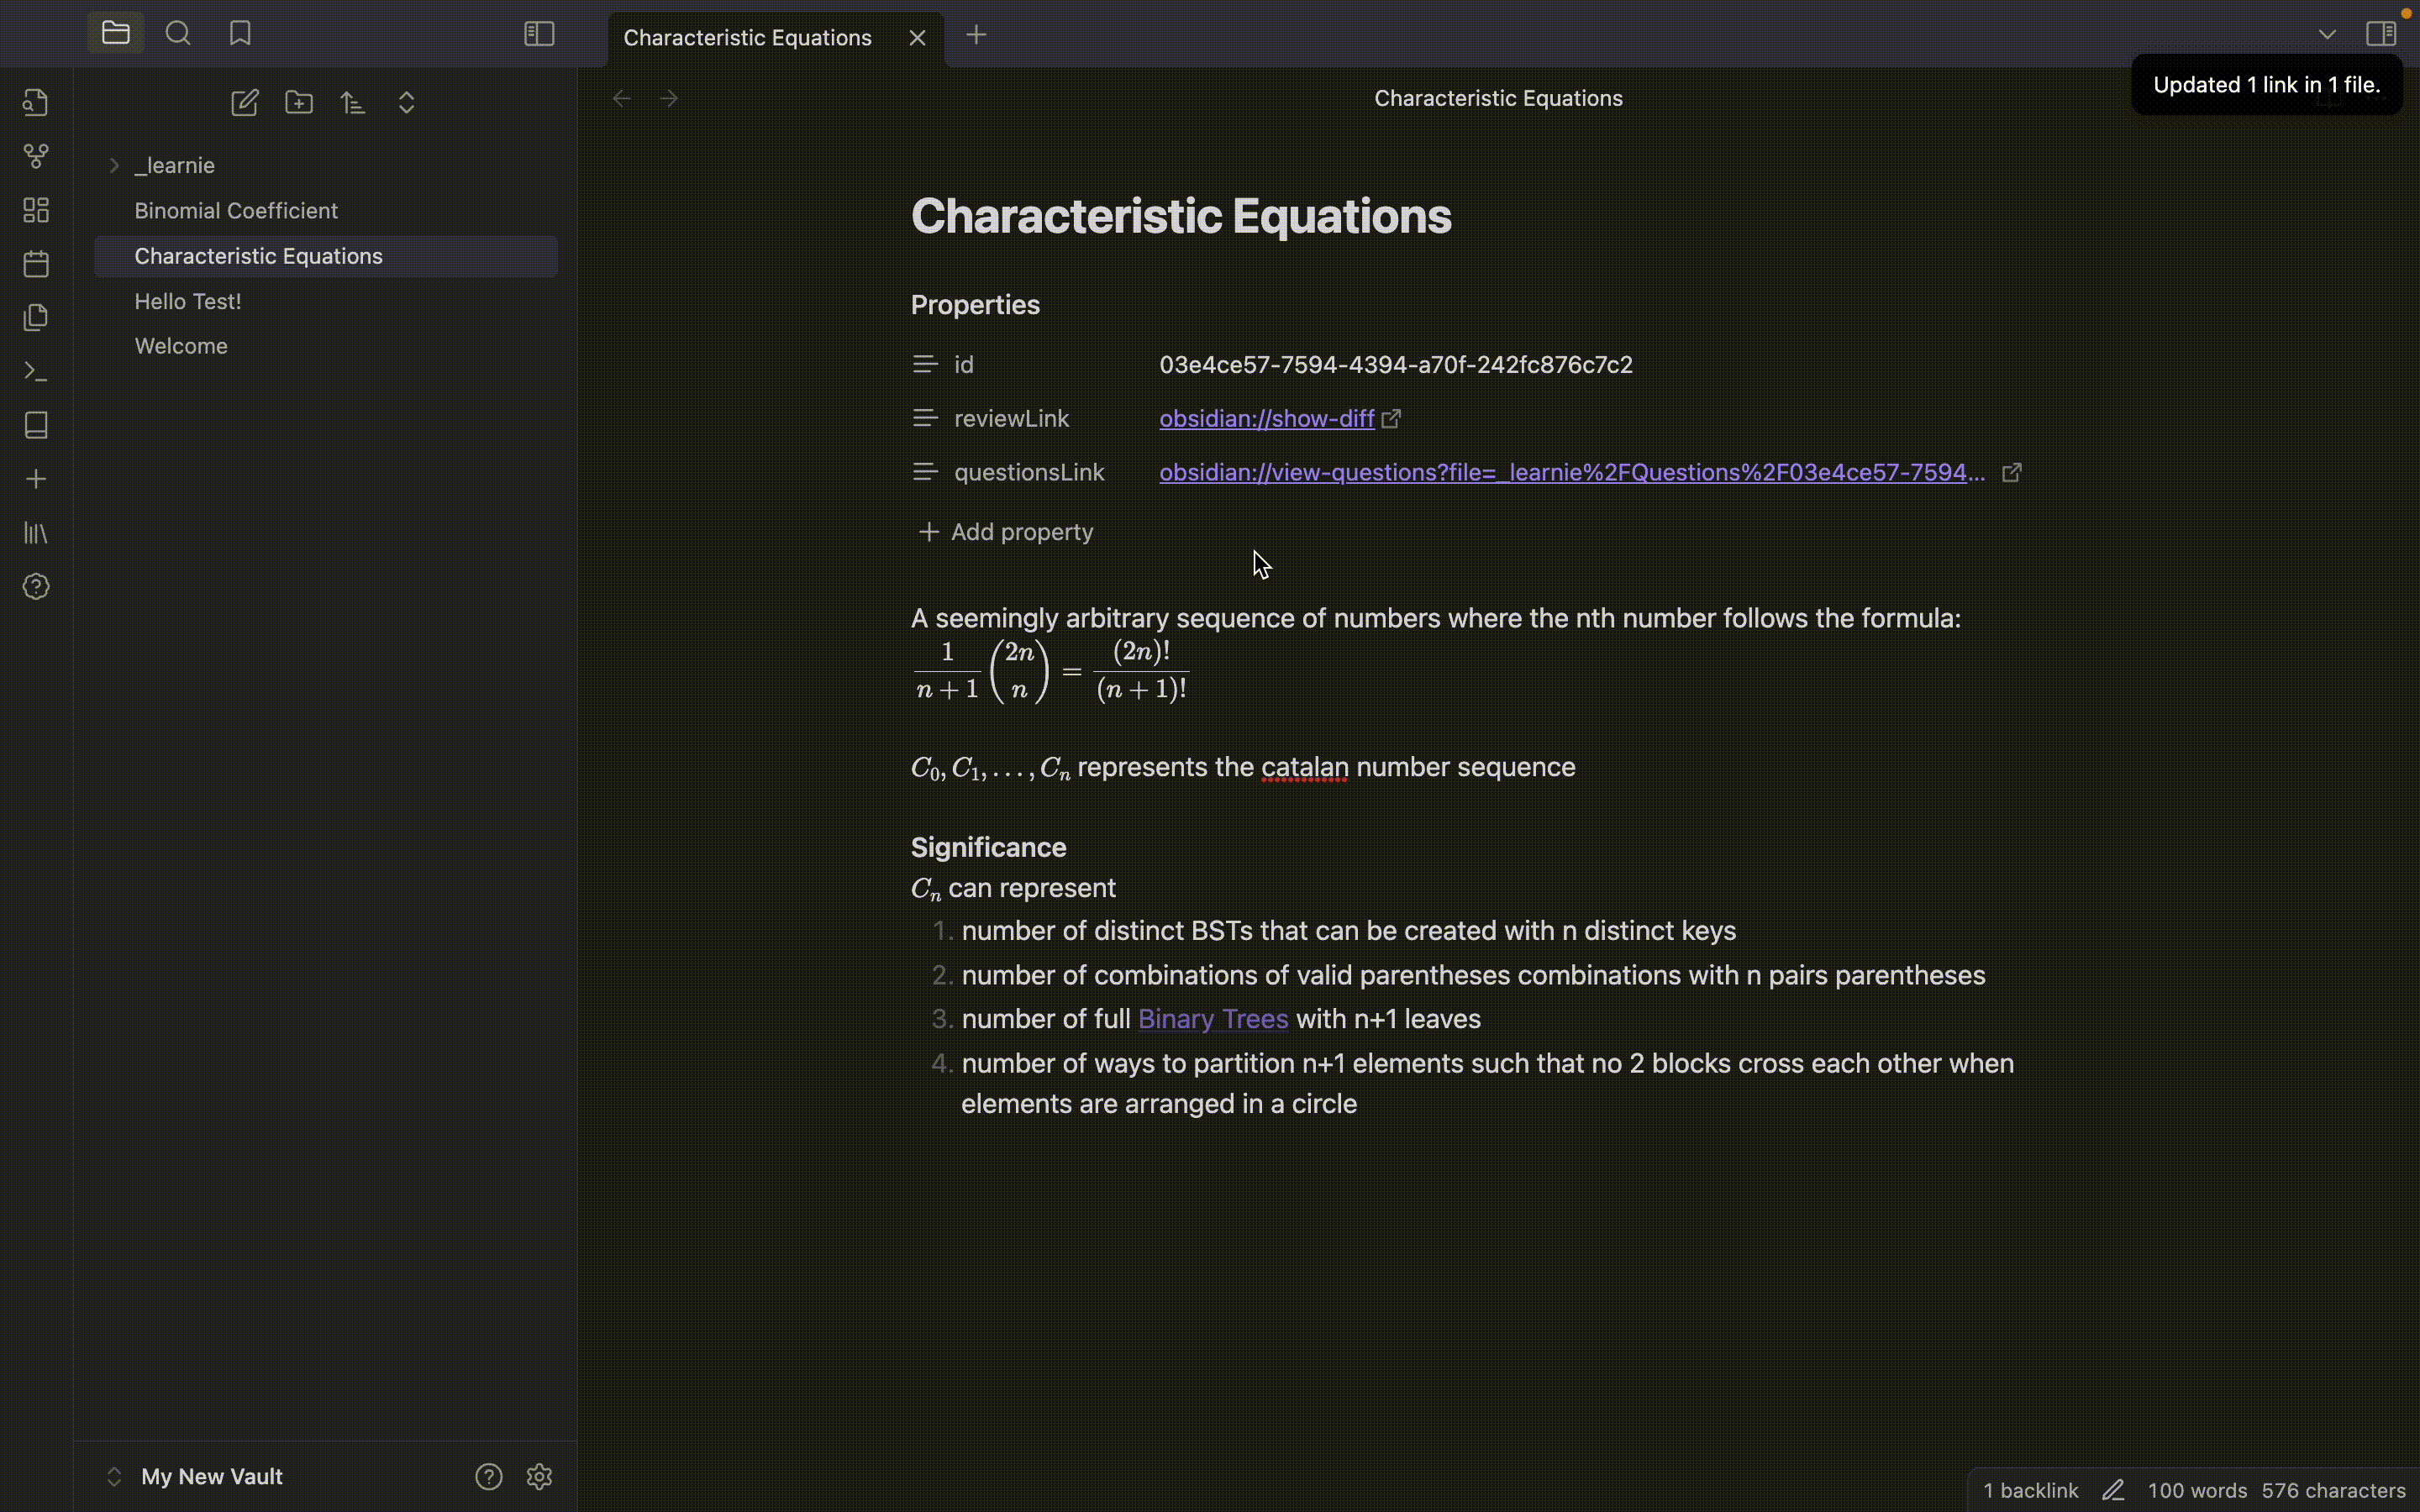 Characteristic Equations
Updated 1 link in 1 file.
Characteristic Equations
_learnie
Binomial Coefficient
Characteristic Equations
Hello Test!
Welcome
Characteristic Equations
Properties
id 03e4ce57-7594-4394-a70f-242fc876c7c2
reviewLink obsidian://show-diff
questionsLink obsidian://view-questions?file=_learnie%2FQuestions%2F03e4ce57-7594...
Add property
A seemingly arbitrary sequence of numbers where the nth number follows the formula:
\frac{1}{n+1}\binom{2n}{n} = \frac{(2n)!}{(n+1)!}
C_0, C_1, ..., C_n represents the catalan number sequence
Significance
C_n can represent
1. number of distinct BSTs that can be created with n distinct keys
2. number of combinations of valid parentheses combinations with n pairs parentheses
3. number of full Binary Trees with n+1 leaves
4. number of ways to partition n+1 elements such that no 2 blocks cross each other when
elements are arranged in a circle
My New Vault
1 backlink 100 words 576 characters